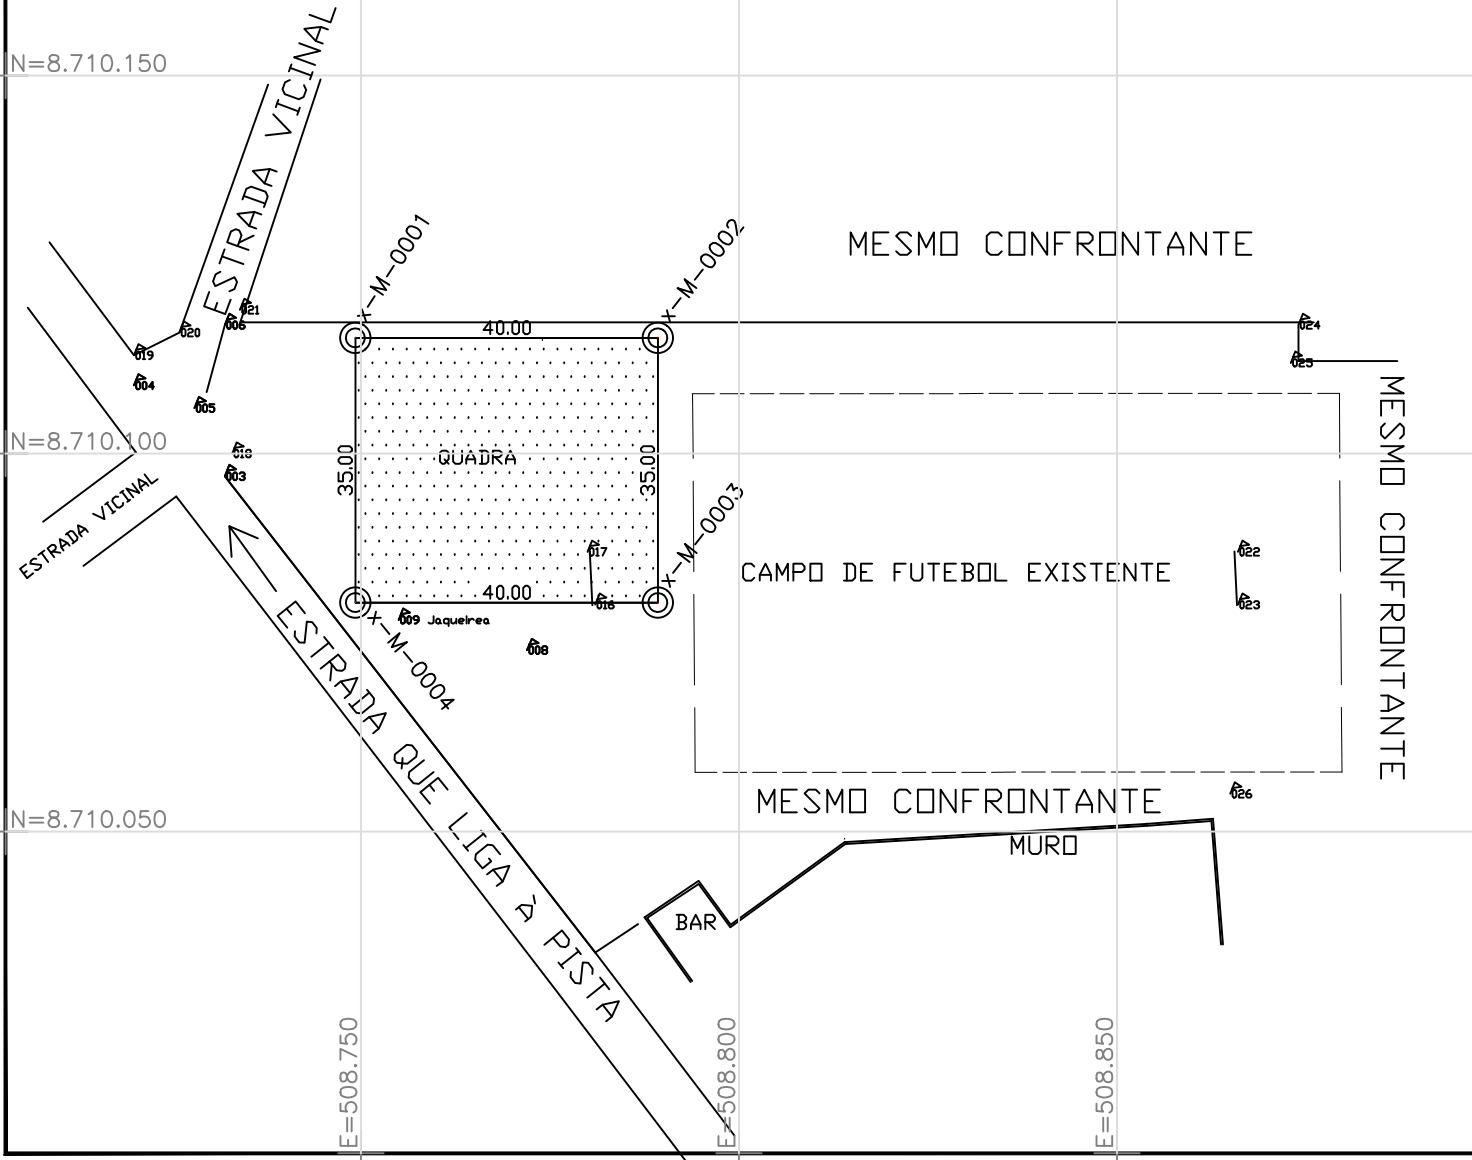 N=8.710.150
ESTRADA VICINAL
x-M-0001
x-M-0002
MESMO CONFRONTANTE
021
006
020
40.00
024
019
025
004
005
N=8.710.100
018
003
QUADRA
35.00
35.00
MESMO CONFRONTANTE
ESTRADA VICINAL
x-M-0003
017
CAMPO DE FUTEBOL EXISTENTE
022
40.00
016
023
009 Jaqueirea
008
x-M-0004
ESTRADA QUE LIGA À PISTA
026
MESMO CONFRONTANTE
N=8.710.050
MURO
BAR
E=508.750
E=508.800
E=508.850